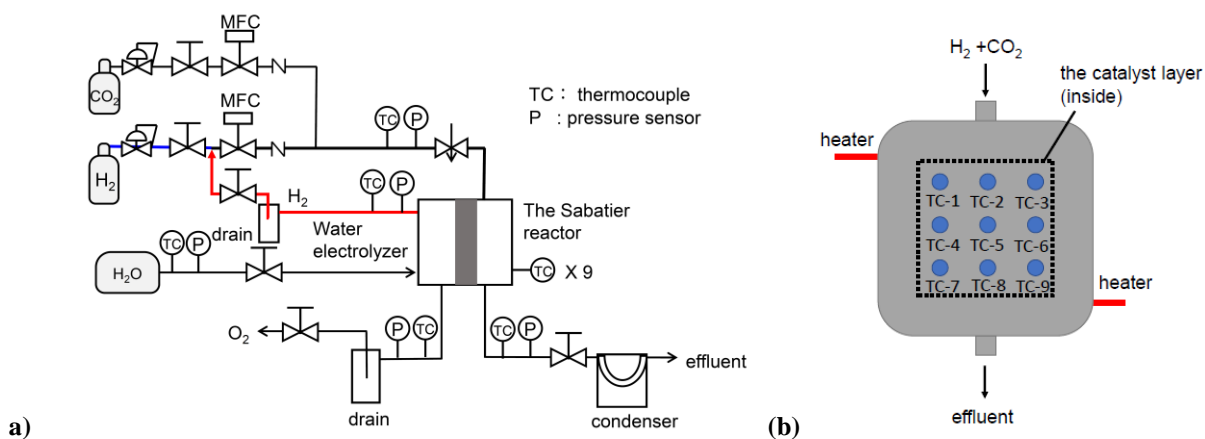 MFC
CO2
MFC
TC : thermocouple
P : pressure sensor
TC P
H2
H2
TC P
drain
Water
electrolyzer
The Sabatier
reactor
TC P
H2O
TC X 9
O2
P TC
TC P
effluent
drain
condenser
a)
H2 +CO2
the catalyst layer
(inside)
heater
TC-1 TC-2 TC-3
TC-4 TC-5 TC-6
TC-7 TC-8 TC-9
heater
effluent
(b)